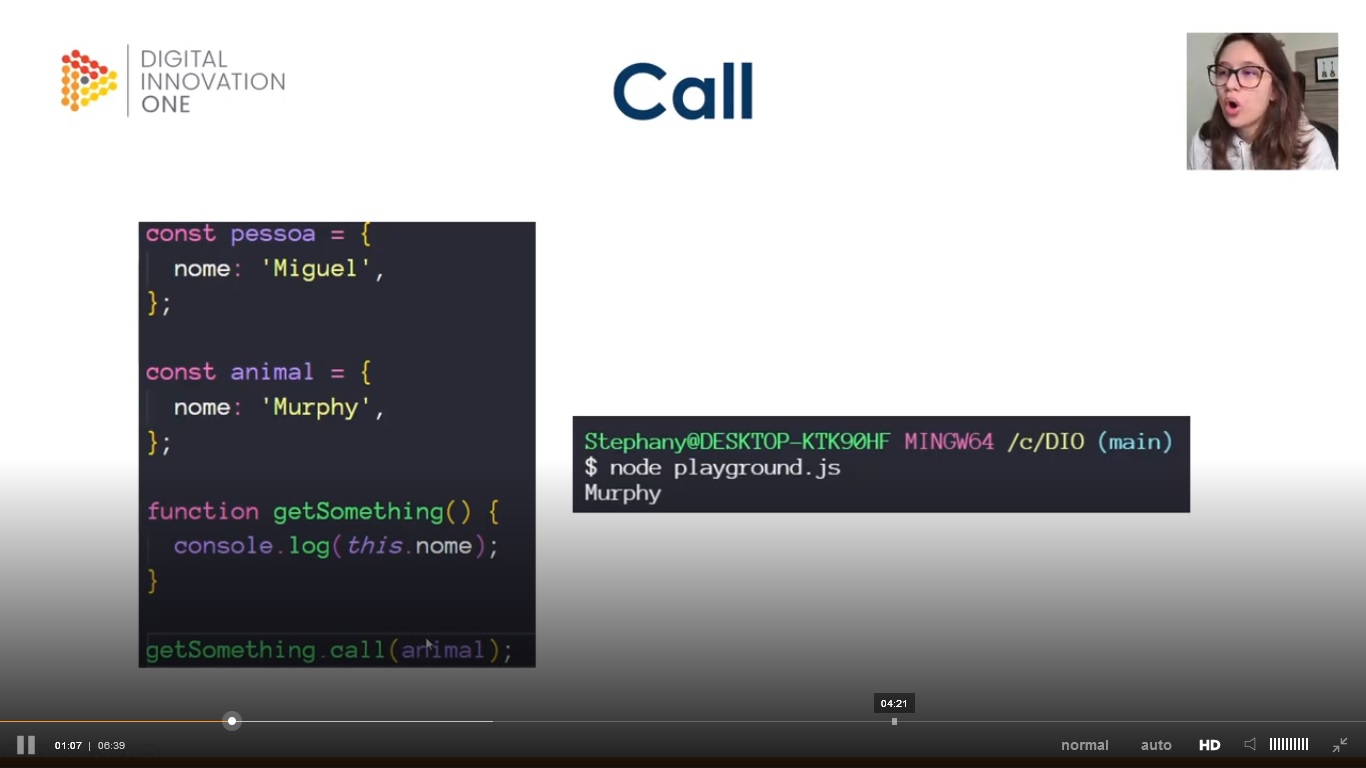 DIGITAL
INNOVATION
ONE
Call
const pessoa = {
  nome: 'Miguel',
};
const animal = {
  nome: 'Murphy',
};
function getSomething() {
  console.log(this.nome);
}
getSomething.call(animal);
Stephany@DESKTOP-KTK90HF MINGW64 /c/DIO (main)
$ node playground.js
Murphy
04:21
01:07 | 06:39
normal auto HD